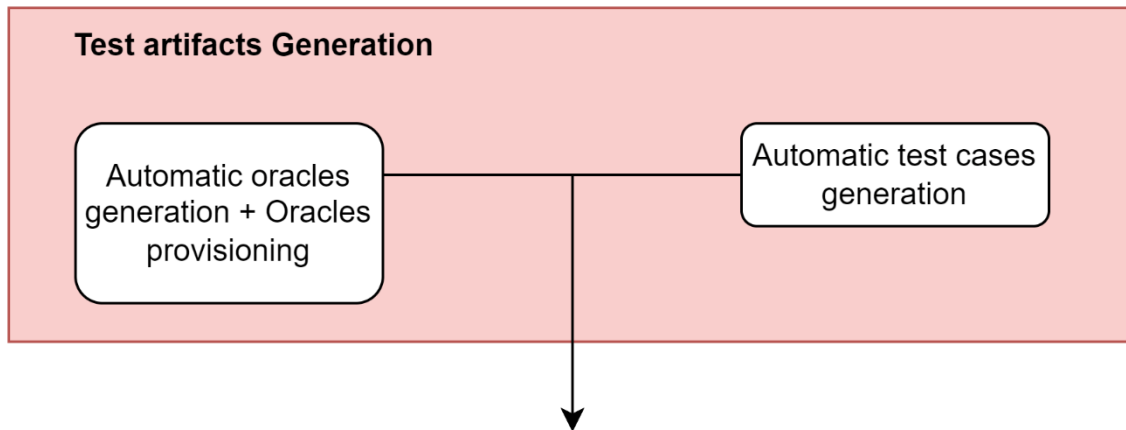 Test artifacts Generation
Automatic oracles
generation + Oracles
provisioning
Automatic test cases
generation